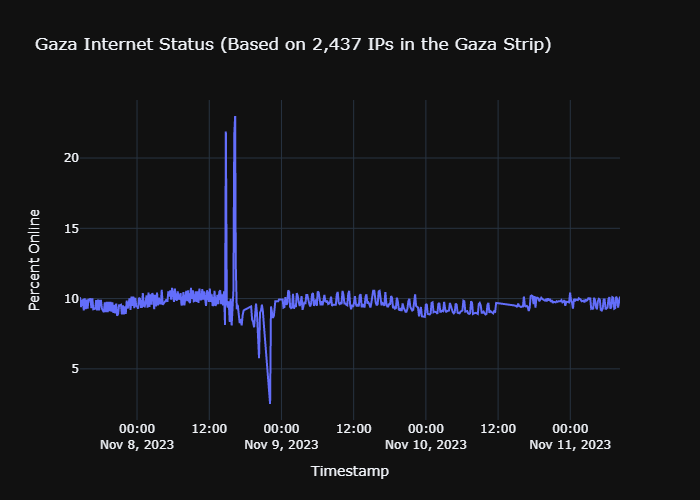 Gaza Internet Status (Based on 2,437 IPs in the Gaza Strip)
Percent Online
20
15
10
5
00:00 12:00 00:00 12:00 00:00 12:00 00:00
Nov 8, 2023 Nov 9, 2023 Nov 10, 2023 Nov 11, 2023
Timestamp